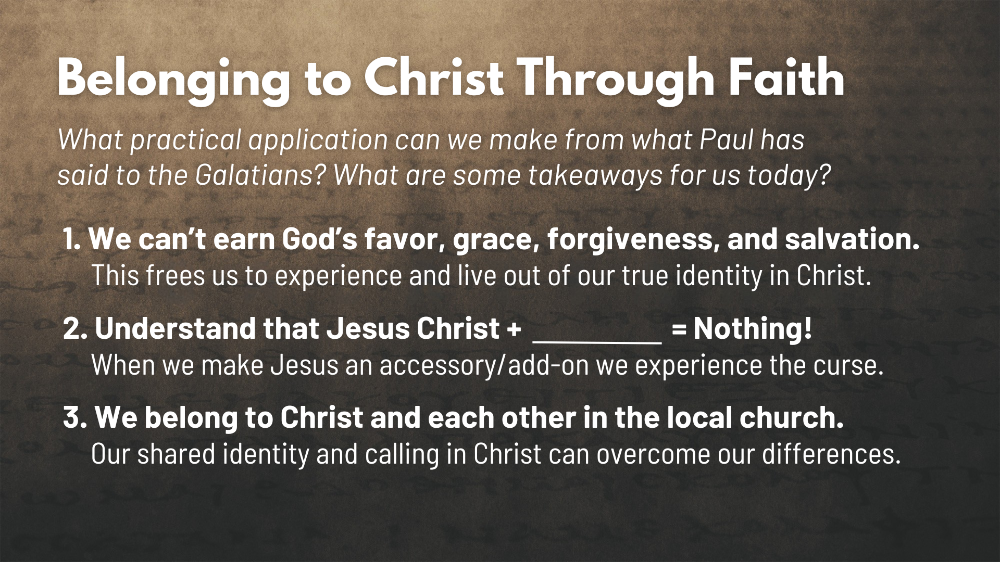 Belonging to Christ Through Faith
What practical application can we make from what Paul has
said to the Galatians? What are some takeaways for us today?
1. We can’t earn God’s favor, grace, forgiveness, and salvation.
This frees us to experience and live out of our true identity in Christ.
2. Understand that Jesus Christ + ________ = Nothing!
When we make Jesus an accessory/add-on we experience the curse.
3. We belong to Christ and each other in the local church.
Our shared identity and calling in Christ can overcome our differences.